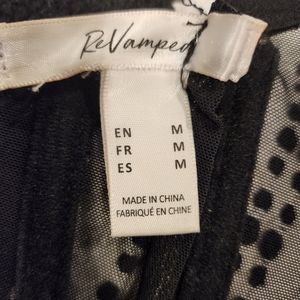 ReVamped
EN M
FR M
ES M
MADE IN CHINA
FABRIQUÉ EN CHINE